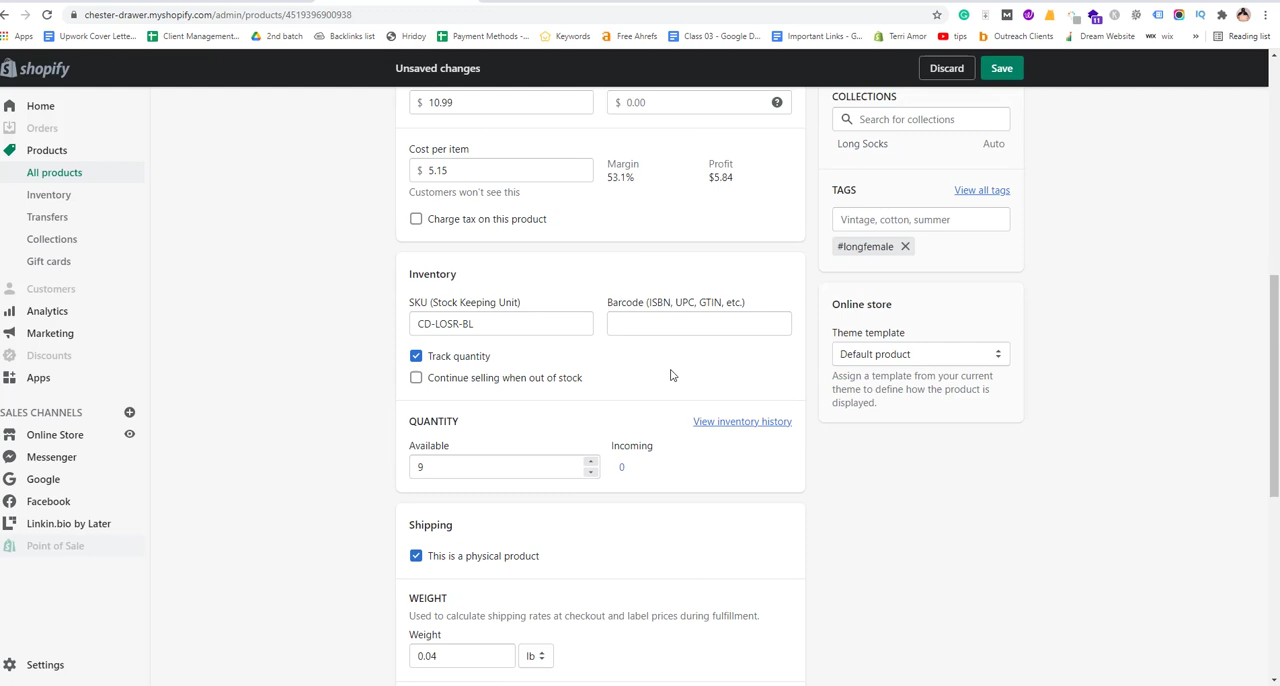 chester-drawer.myshopify.com/admin/products/4519396900938
Apps
Upwork Cover Lette...
Client Management...
2nd batch
Backlinks list
Hriday
Payment Methods -...
Keywords
Free Ahrefs
Class 03 - Google D...
Important Links - G...
Terri Amor
tips
Outreach Clients
Dream Website
WIX
wix
»
Reading list
shopify
Unsaved changes
Discard
Save
Home
Orders
Products
All products
Inventory
Transfers
Collections
Gift cards
Customers
Analytics
Marketing
Discounts
Apps
SALES CHANNELS
Online Store
Messenger
Google
Facebook
Linkin.bio by Later
Point of Sale
Settings
$ 10.99
$ 0.00
Cost per item
$ 5.15
Margin
53.1%
Profit
$5.84
Customers won't see this
Charge tax on this product
Inventory
SKU (Stock Keeping Unit)
Barcode (ISBN, UPC, GTIN, etc.)
CD-LOSR-BL
Track quantity
Continue selling when out of stock
QUANTITY
View inventory history
Available
Incoming
9
0
Shipping
This is a physical product
WEIGHT
Used to calculate shipping rates at checkout and label prices during fulfillment.
Weight
0.04
lb
COLLECTIONS
Search for collections
Long Socks
Auto
TAGS
View all tags
Vintage, cotton, summer
#longfemale
Online store
Theme template
Default product
Assign a template from your current
theme to define how the product is
displayed.